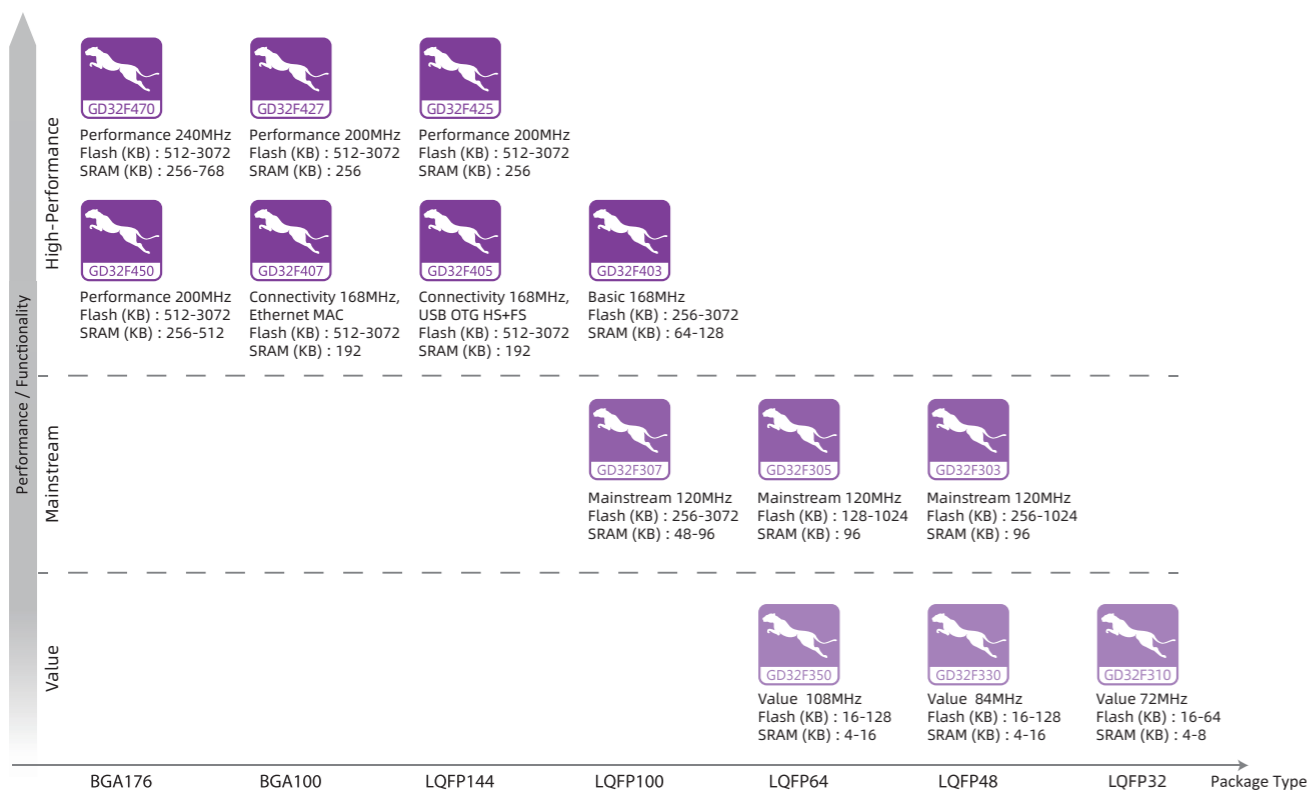 Performance / Functionality
High-Performance
GD32F470
Performance 240MHz
Flash (KB) : 512-3072
SRAM (KB) : 256-768
GD32F427
Performance 200MHz
Flash (KB) : 512-3072
SRAM (KB) : 256
GD32F425
Performance 200MHz
Flash (KB) : 512-3072
SRAM (KB) : 256
GD32F450
Performance 200MHz
Flash (KB) : 512-3072
SRAM (KB) : 256-512
GD32F407
Connectivity 168MHz,
Ethernet MAC
Flash (KB) : 512-3072
SRAM (KB) : 192
GD32F405
Connectivity 168MHz,
USB OTG HS+FS
Flash (KB) : 512-3072
SRAM (KB) : 192
GD32F403
Basic 168MHz
Flash (KB) : 256-3072
SRAM (KB) : 64-128
Mainstream
GD32F307
Mainstream 120MHz
Flash (KB) : 256-3072
SRAM (KB) : 48-96
GD32F305
Mainstream 120MHz
Flash (KB) : 128-1024
SRAM (KB) : 96
GD32F303
Mainstream 120MHz
Flash (KB) : 256-1024
SRAM (KB) : 96
Value
GD32F350
Value 108MHz
Flash (KB) : 16-128
SRAM (KB) : 4-16
GD32F330
Value 84MHz
Flash (KB) : 16-128
SRAM (KB) : 4-16
GD32F310
Value 72MHz
Flash (KB) : 16-64
SRAM (KB) : 4-8
BGA176
BGA100
LQFP144
LQFP100
LQFP64
LQFP48
LQFP32
Package Type